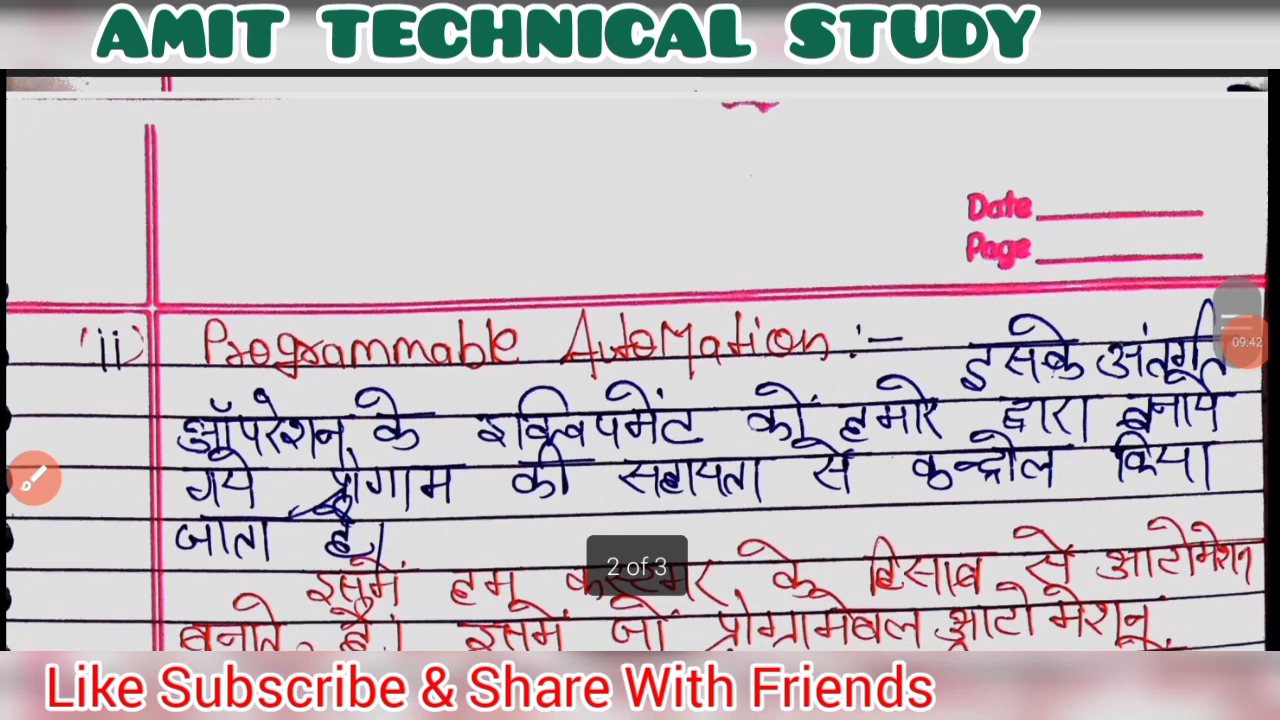 AMIT TECHNICAL STUDY
Date
Page
(ii) Programmable AutoMation :- इसके अंतर्गत
ऑपरेशन के इक्विपमेंट को हमारे द्वारा बनाये
गये प्रोगाम की सहायता से कन्ट्रोल किया
जाता है।
2 of 3
09:42
इसमें हम कस्टमर के हिसाब से आटोमेशन
बनाते है। इसमें जो प्रोग्रामेबल आटोमेशन
Like Subscribe & Share With Friends